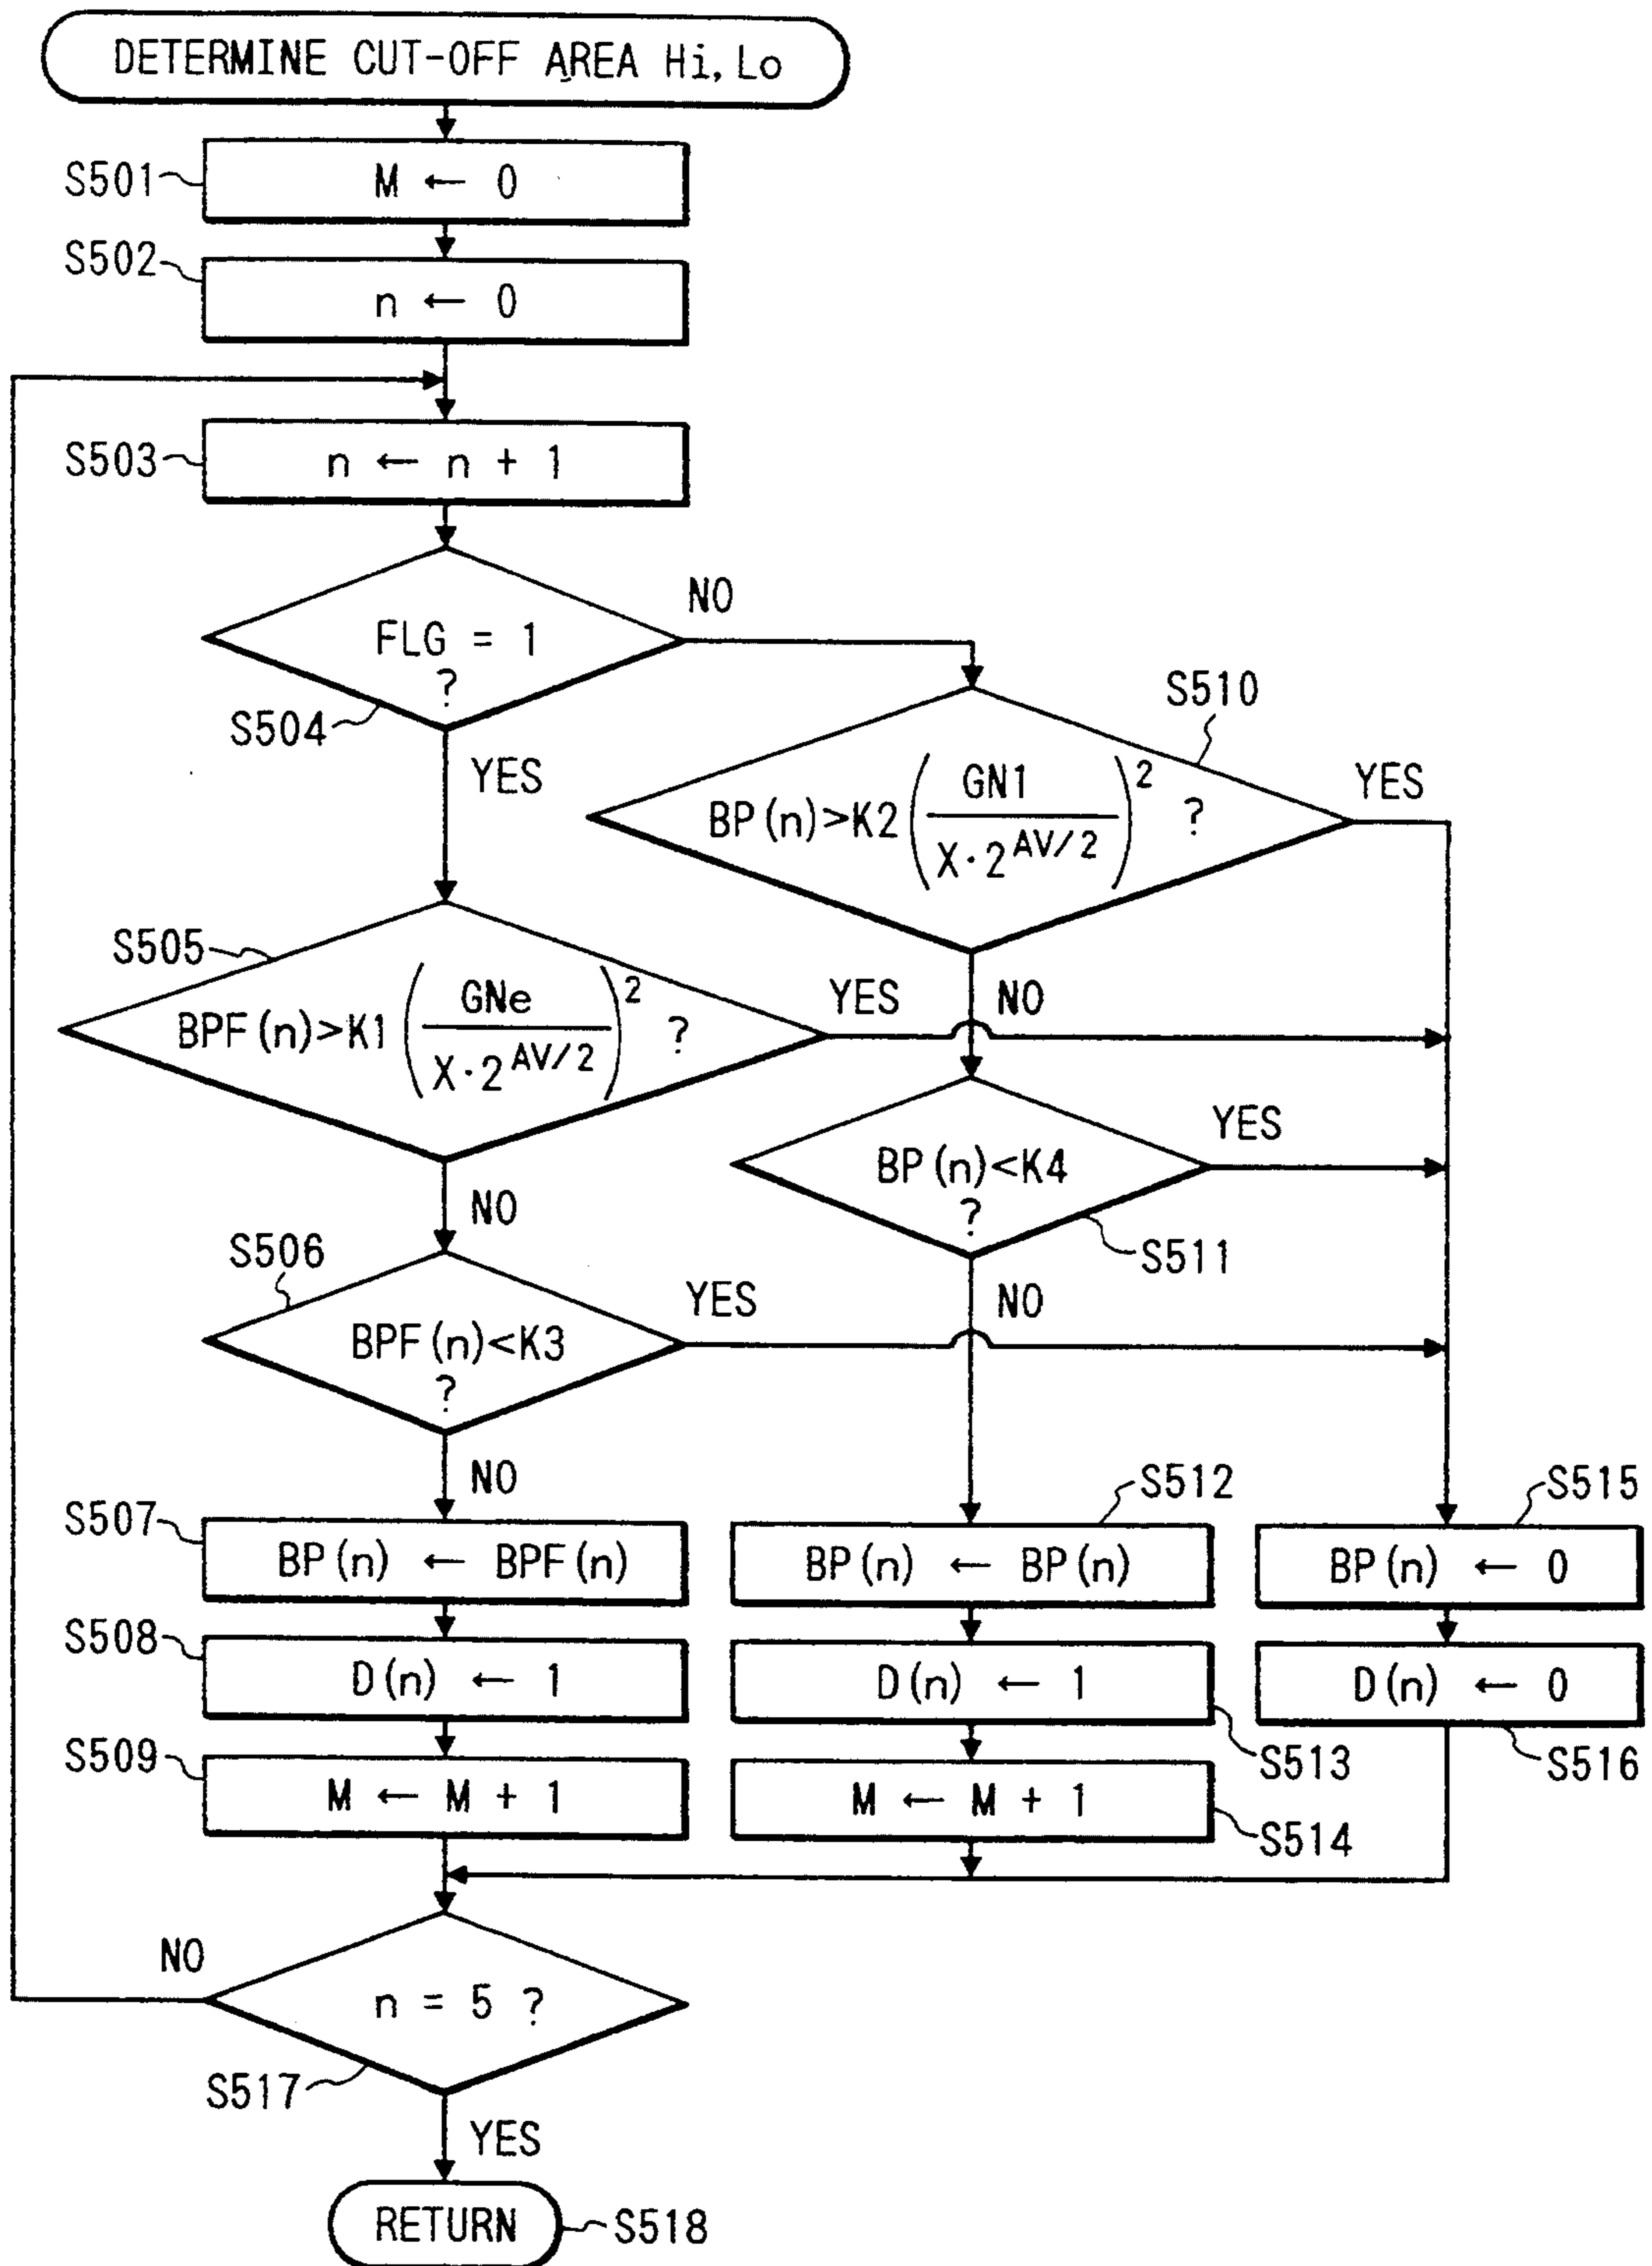 DETERMINE CUT-OFF AREA Hi, Lo
S501
M ← 0
S502
n ← 0
S503
n ← n + 1
FLG = 1
?
S504
NO
YES
S510
BP(n)>K2(GN1/X·2^AV/2)^2 ?
YES
NO
S505
BPF(n)>K1(GNe/X·2^AV/2)^2 ?
YES
NO
BP(n)<K4
?
YES
S511
NO
S506
BPF(n)<K3
?
YES
NO
S507
BP(n) ← BPF(n)
S512
BP(n) ← BP(n)
S515
BP(n) ← 0
S508
D(n) ← 1
D(n) ← 1
S513
D(n) ← 0
S516
S509
M ← M + 1
M ← M + 1
S514
NO
n = 5 ?
S517
YES
RETURN
S518